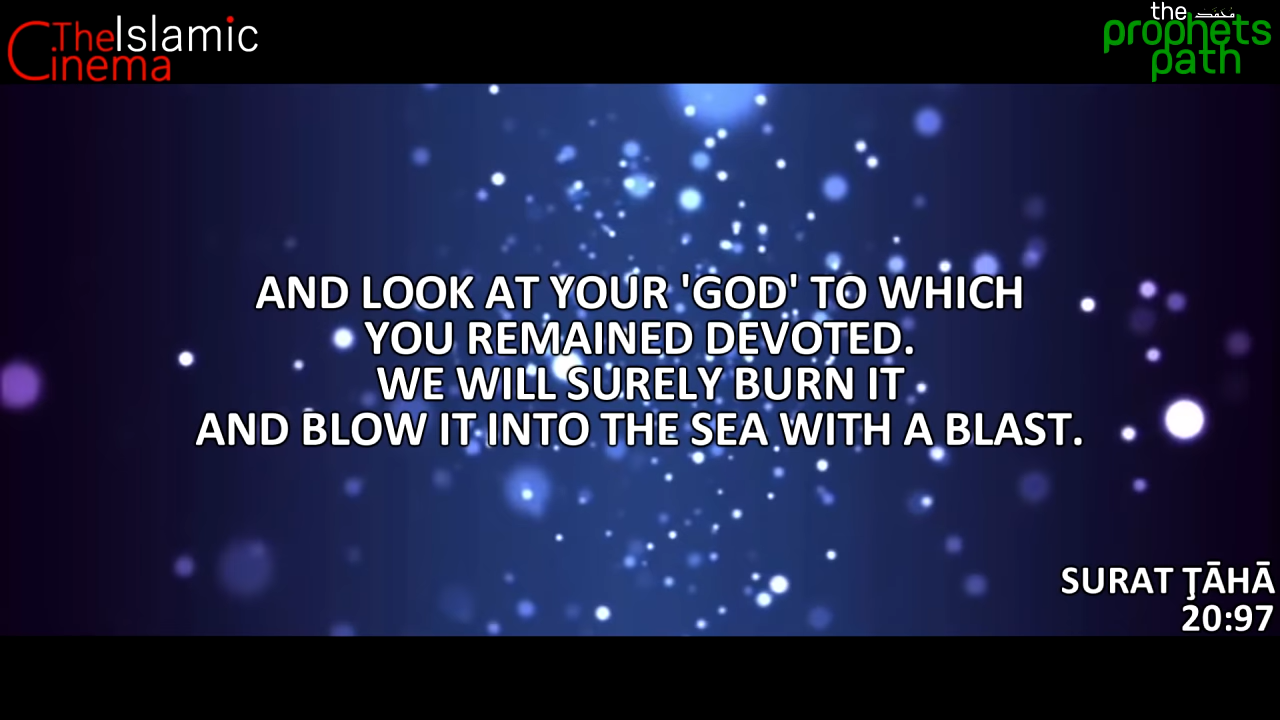 TheIslamic
Cinema
the محمد
prophets
path
AND LOOK AT YOUR 'GOD' TO WHICH
YOU REMAINED DEVOTED.
WE WILL SURELY BURN IT
AND BLOW IT INTO THE SEA WITH A BLAST.
SURAT ŢĀHĀ
20:97